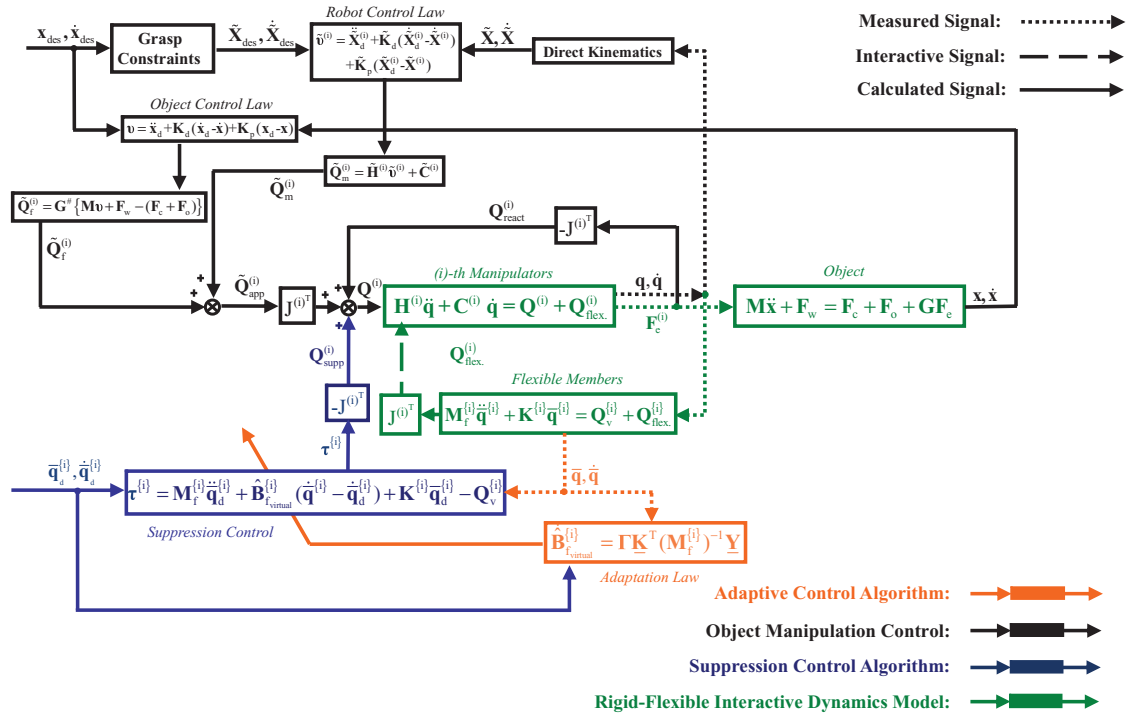 x_des, ẋ_des
Grasp
Constraints
X̃_des, Ẋ̃_des
Robot Control Law
ῦ^(i) = Ẍ̃_d^(i) + K̃_d(Ẋ̃_d^(i) - Ẋ̃^(i))
+K̃_p(X̃_d^(i) - X̃^(i))
X̃, Ẋ̃
Direct Kinematics
Measured Signal:
Interactive Signal:
Calculated Signal:
Object Control Law
υ = ẍ_d + K_d(ẋ_d - ẋ) + K_p(x_d - x)
Q̃_m^(i) = H̃^(i) ῦ^(i) + C̃^(i)
Q̃_m^(i)
Q̃_f^(i) = G^# {Mυ + F_w − (F_c + F_o)}
Q̃_f^(i)
Q_react^(i)
-J^(i)T
+ +
Q̃_app^(i)
J^(i)T
+ + +
Q^(i)
(i)-th Manipulators
H^(i) q̈ + C^(i) q̇ = Q^(i) + Q_flex.^(i)
q, q̇
F_e^(i)
Object
Mẍ + F_w = F_c + F_o + GF_e
x, ẋ
Q_supp^(i)
-J^(i)T
τ^{i}
Q_flex.^(i)
J^(i)T
Flexible Members
M_f^{i} q̄̈^{i} + K^{i} q̄^{i} = Q_v^{i} + Q_flex.^{i}
q̄, q̄̇
q̄_d^{i}, q̄̇_d^{i}
τ^{i} = M_f^{i} q̄̈_d^{i} + B̂_f_virtual^{i} (q̄̇^{i} − q̄̇_d^{i}) + K^{i} q̄_d^{i} − Q_v^{i}
Suppression Control
B̂̇_f_virtual^{i} = ΓK̲^T (M_f^{i})^−1 Y̲
Adaptation Law
Adaptive Control Algorithm:
Object Manipulation Control:
Suppression Control Algorithm:
Rigid-Flexible Interactive Dynamics Model: